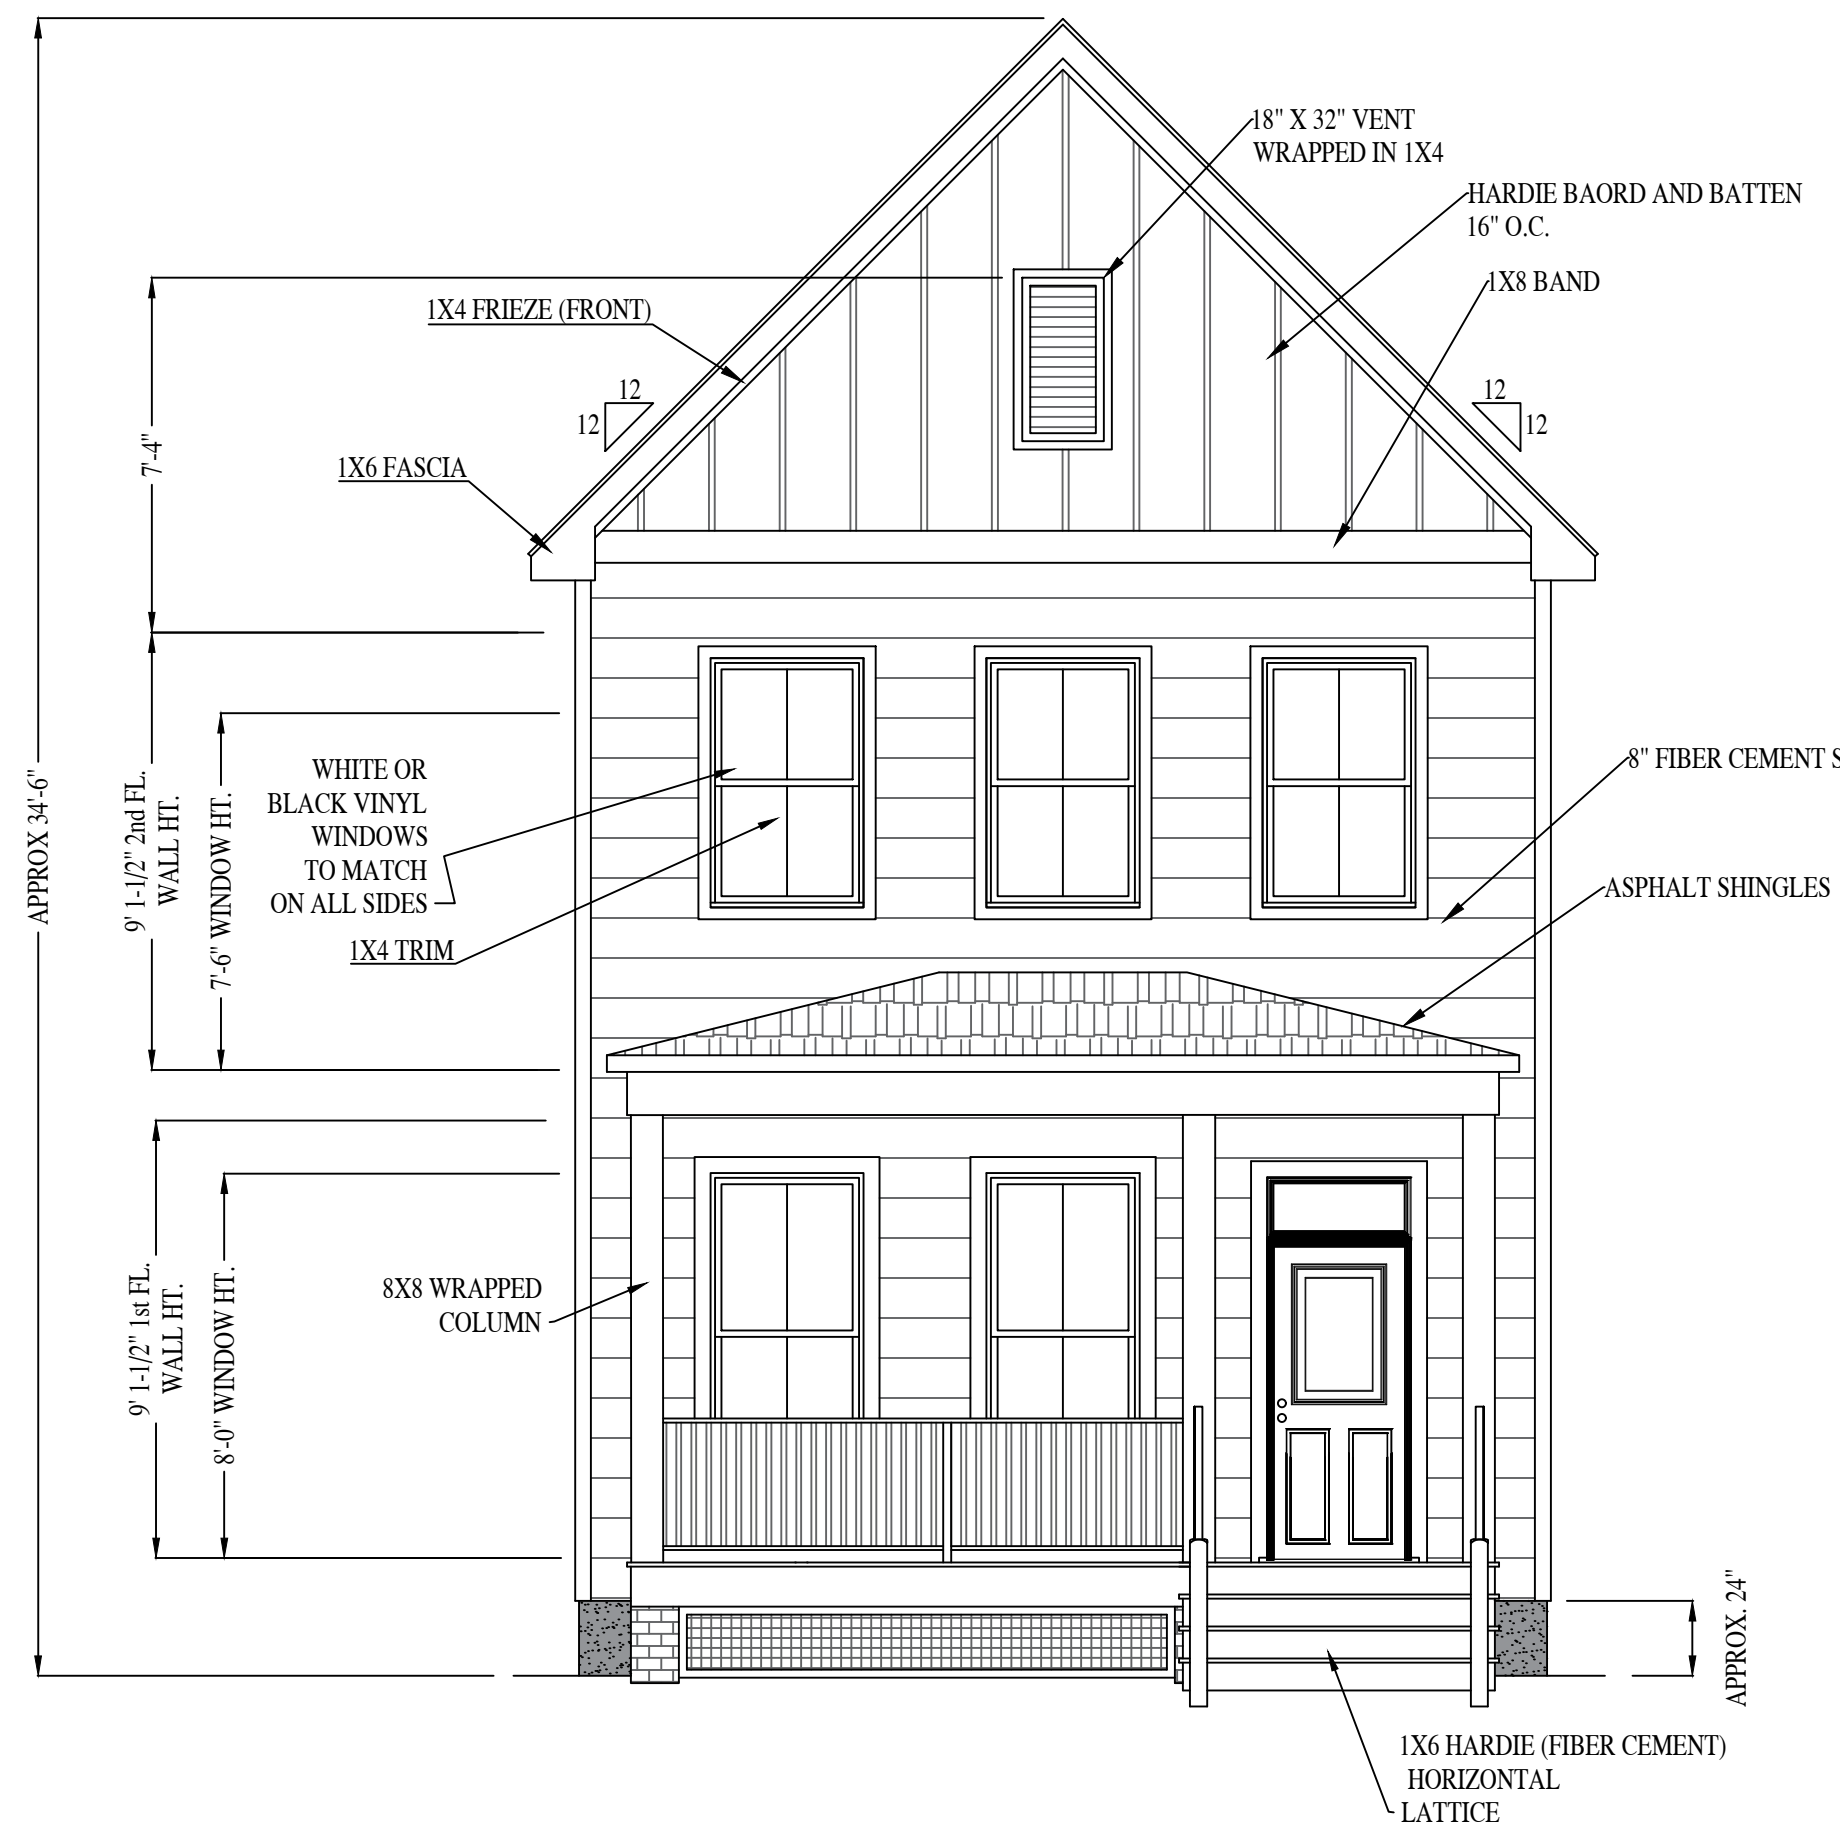 18" X 32" VENT
WRAPPED IN 1X4
HARDIE BAORD AND BATTEN
16" O.C.
1X8 BAND
1X4 FRIEZE (FRONT)
12
12
12
12
1X6 FASCIA
7'-4"
APPROX 34'-6"
9' 1-1/2" 2nd FL.
WALL HT.
7'-6" WINDOW HT.
WHITE OR
BLACK VINYL
WINDOWS
TO MATCH
ON ALL SIDES
1X4 TRIM
8" FIBER CEMENT S
ASPHALT SHINGLES
9' 1-1/2" 1st FL.
WALL HT.
8'-0" WINDOW HT.
8X8 WRAPPED
COLUMN
APPROX. 24"
1X6 HARDIE (FIBER CEMENT)
HORIZONTAL
LATTICE